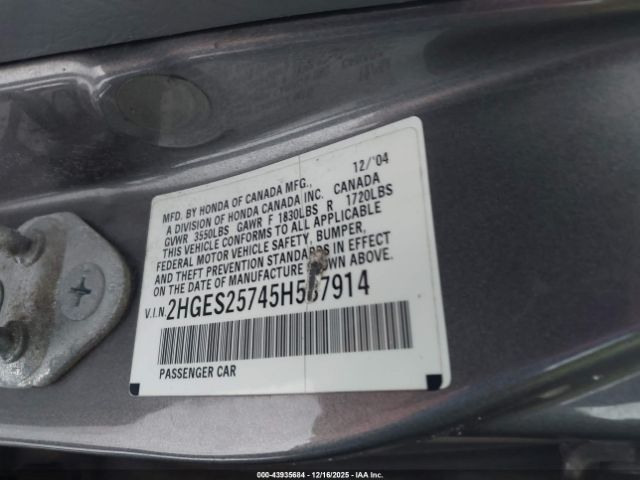 12/'04
MFD. BY HONDA OF CANADA MFG.,
A DIVISION OF HONDA CANADA INC. CANADA
GVWR 3550LBS GAWR F 1830LBS R 1720LBS
THIS VEHICLE CONFORMS TO ALL APPLICABLE
FEDERAL MOTOR VEHICLE SAFETY, BUMPER,
AND THEFT PREVENTION STANDARDS IN EFFECT
ON THE DATE OF MANUFACTURE SHOWN ABOVE.
V.I.N.
PASSENGER CAR
000-43935684 | 12/16/2025 | IAA Inc.